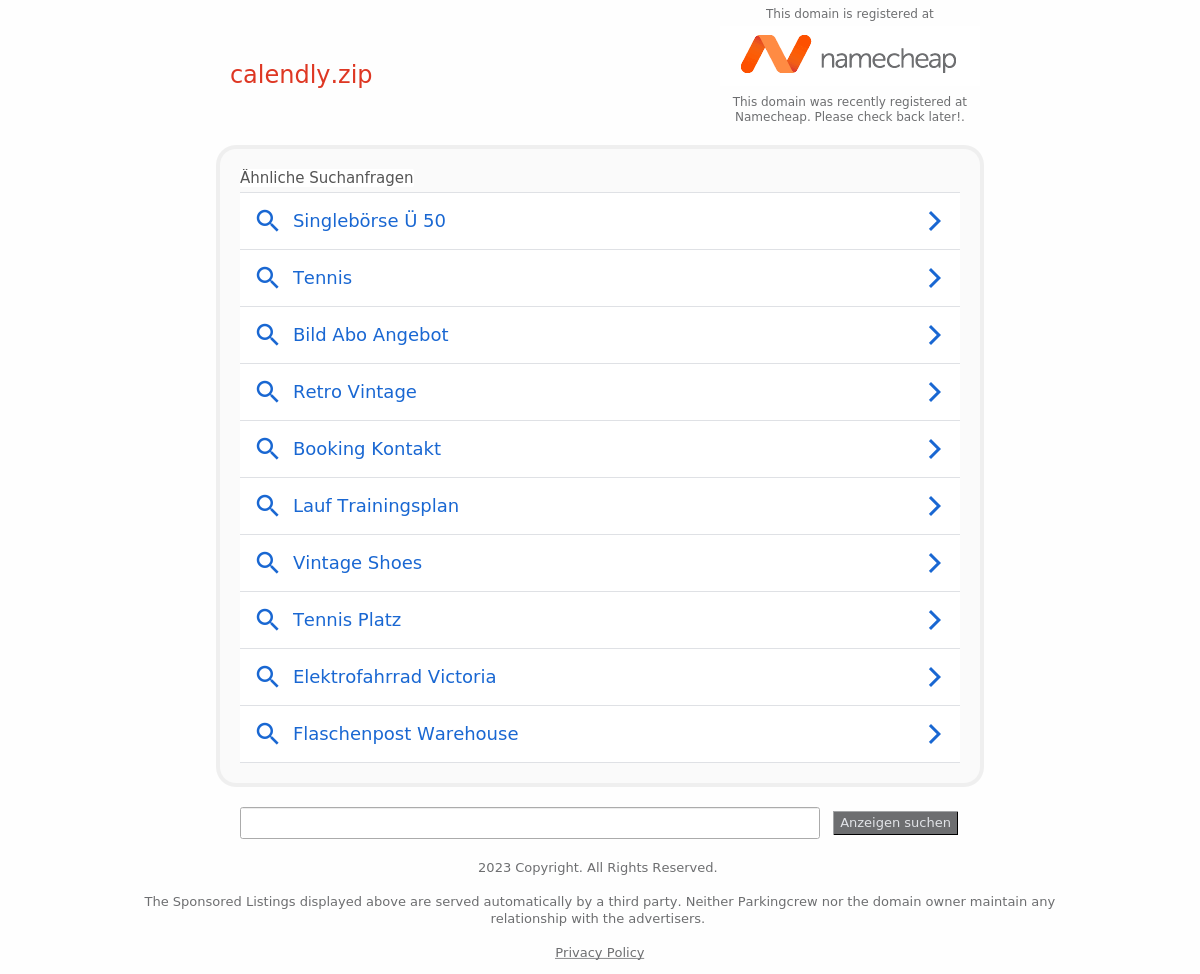 This domain is registered at
namecheap
calendly.zip
This domain was recently registered at
Namecheap. Please check back later!.
Ähnliche Suchanfragen
Singlebörse Ü 50
Tennis
Bild Abo Angebot
Retro Vintage
Booking Kontakt
Lauf Trainingsplan
Vintage Shoes
Tennis Platz
Elektrofahrrad Victoria
Flaschenpost Warehouse
Anzeigen suchen
2023 Copyright. All Rights Reserved.
The Sponsored Listings displayed above are served automatically by a third party. Neither Parkingcrew nor the domain owner maintain any
relationship with the advertisers.
Privacy Policy